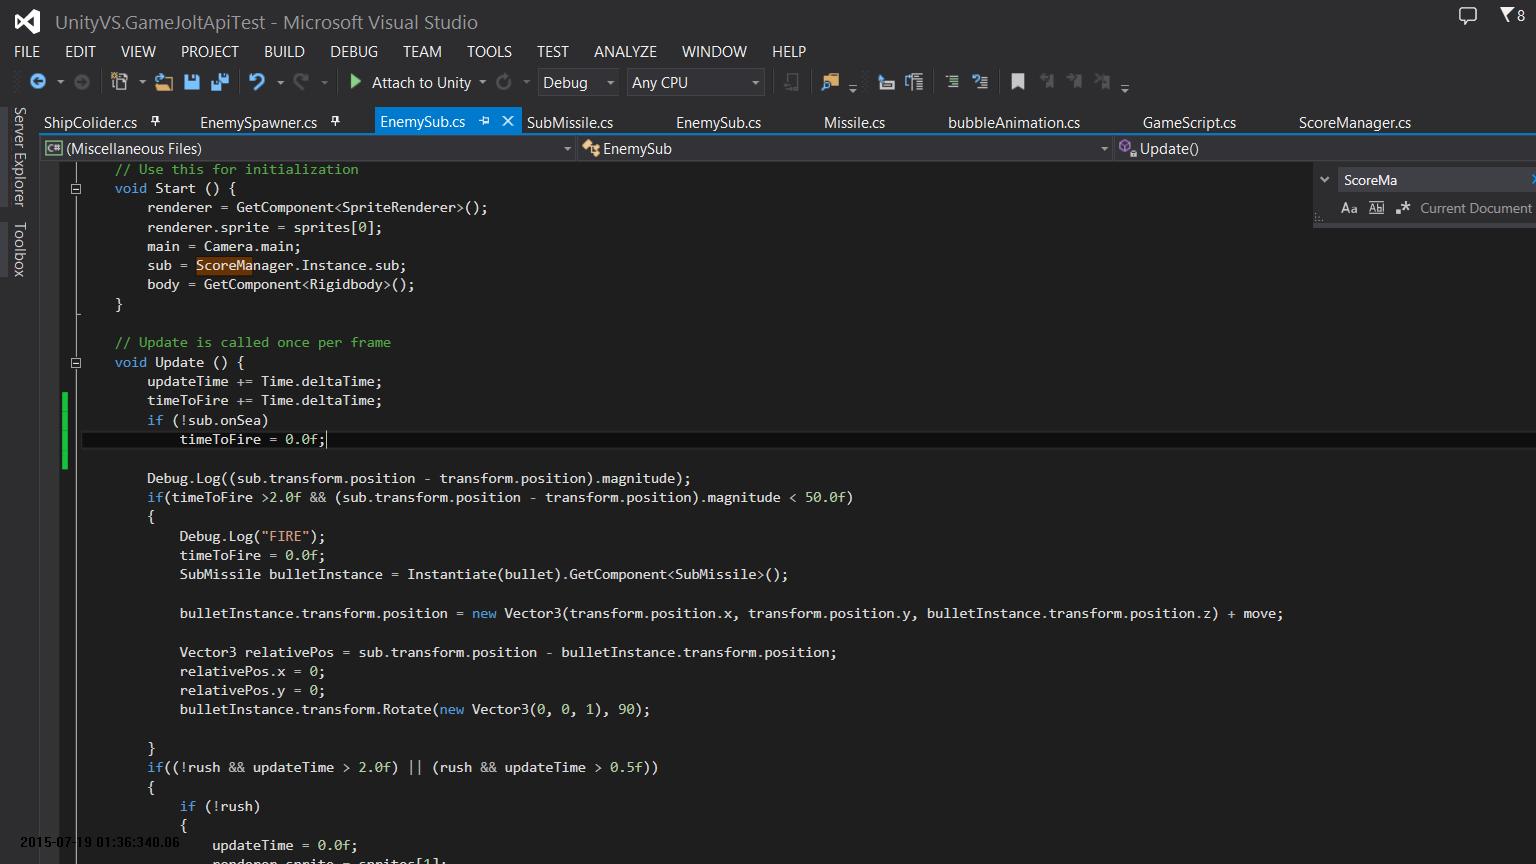 UnityVS.GameJoltApiTest - Microsoft Visual Studio
8
FILE EDIT VIEW PROJECT BUILD DEBUG TEAM TOOLS TEST ANALYZE WINDOW HELP
Attach to Unity Debug Any CPU
Server Explorer
Toolbox
ShipColider.cs EnemySpawner.cs EnemySub.cs SubMissile.cs EnemySub.cs Missile.cs bubbleAnimation.cs GameScript.cs ScoreManager.cs
C# (Miscellaneous Files) EnemySub Update()
ScoreMa
Aa Abl .* Current Document
// Use this for initialization
void Start () {
renderer = GetComponent<SpriteRenderer>();
renderer.sprite = sprites[0];
main = Camera.main;
sub = ScoreManager.Instance.sub;
body = GetComponent<Rigidbody>();
}
// Update is called once per frame
void Update () {
updateTime += Time.deltaTime;
timeToFire += Time.deltaTime;
if (!sub.onSea)
timeToFire = 0.0f;
Debug.Log((sub.transform.position - transform.position).magnitude);
if(timeToFire >2.0f && (sub.transform.position - transform.position).magnitude < 50.0f)
{
Debug.Log("FIRE");
timeToFire = 0.0f;
SubMissile bulletInstance = Instantiate(bullet).GetComponent<SubMissile>();
bulletInstance.transform.position = new Vector3(transform.position.x, transform.position.y, bulletInstance.transform.position.z) + move;
Vector3 relativePos = sub.transform.position - bulletInstance.transform.position;
relativePos.x = 0;
relativePos.y = 0;
bulletInstance.transform.Rotate(new Vector3(0, 0, 1), 90);
}
if((!rush && updateTime > 2.0f) || (rush && updateTime > 0.5f))
{
if (!rush)
{
updateTime = 0.0f;
renderer.sprite = sprites[1];
2015-07-19 01:36:340.06